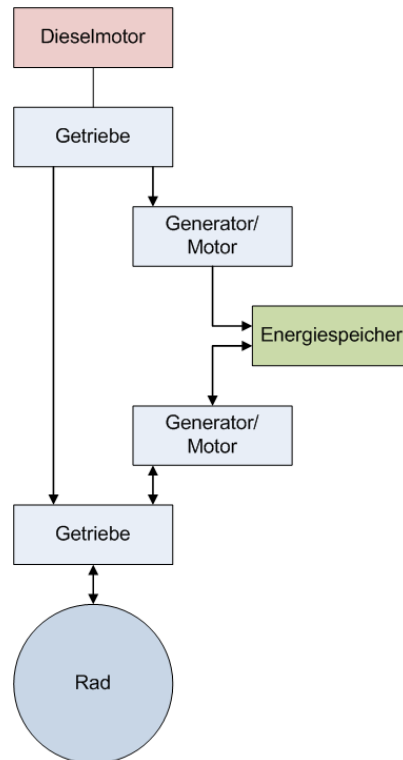 Dieselmotor
Getriebe
Generator/
Motor
Energiespeicher
Generator/
Motor
Getriebe
Rad